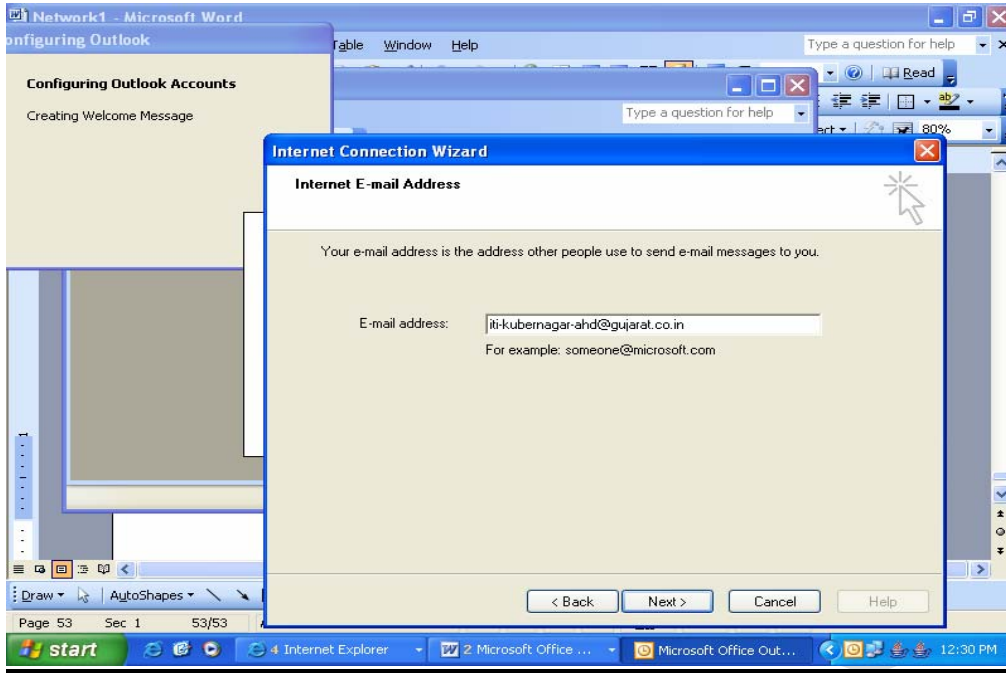 Network1 - Microsoft Word
onfiguring Outlook
Table Window Help
Type a question for help
Configuring Outlook Accounts
Read
Creating Welcome Message
Type a question for help
80%
Internet Connection Wizard
Internet E-mail Address
Your e-mail address is the address other people use to send e-mail messages to you.
E-mail address: iti-kubernagar-ahd@gujarat.co.in
For example: someone@microsoft.com
< Back Next > Cancel Help
Draw AutoShapes
Page 53 Sec 1 53/53
start 4 Internet Explorer 2 Microsoft Office ... Microsoft Office Out... 12:30 PM